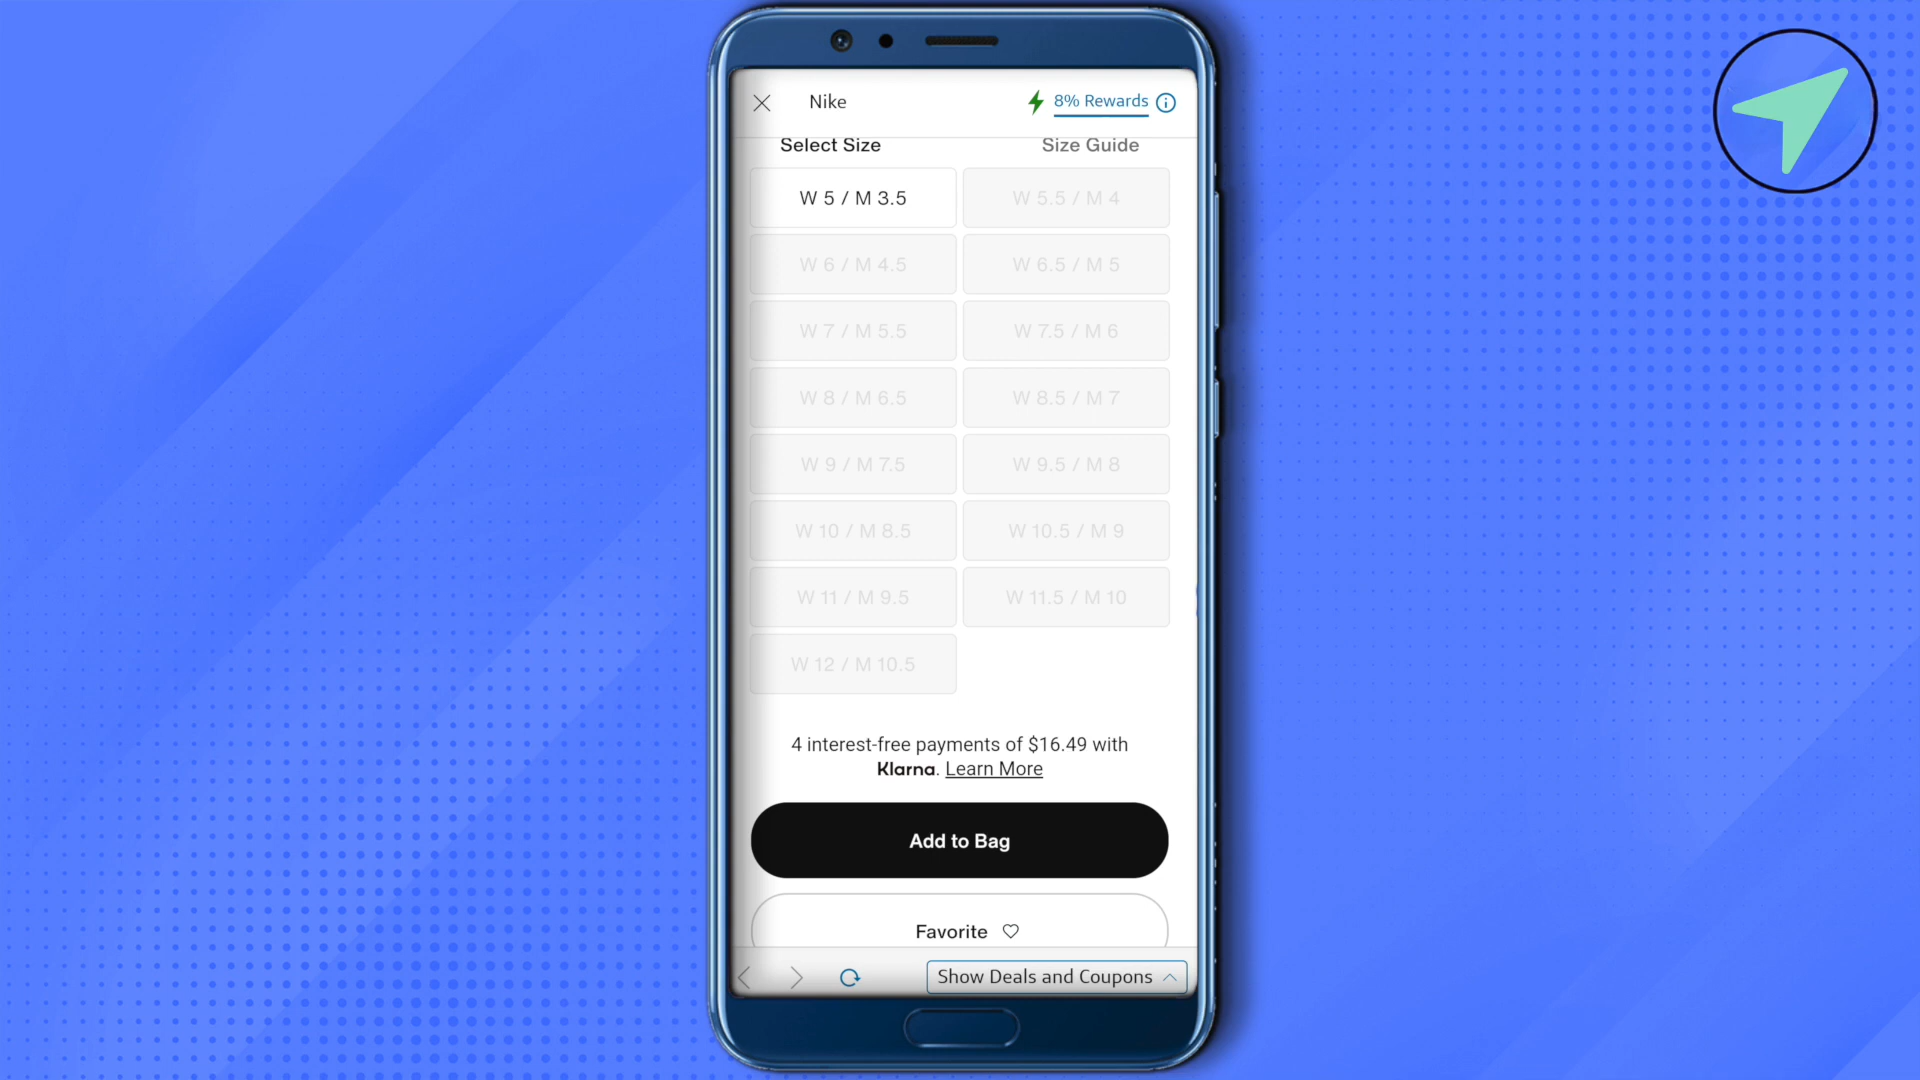 Nike
8% Rewards
Select Size
Size Guide
W 5 / M 3.5
W 5.5 / M 4
W 6 / M 4.5
W 6.5 / M 5
W 7 / M 5.5
W 7.5 / M 6
W 8 / M 6.5
W 8.5 / M 7
W 9 / M 7.5
W 9.5 / M 8
W 10 / M 8.5
W 10.5 / M 9
W 11 / M 9.5
W 11.5 / M 10
W 12 / M 10.5
4 interest-free payments of $16.49 with
Klarna. Learn More
Add to Bag
Favorite
Show Deals and Coupons